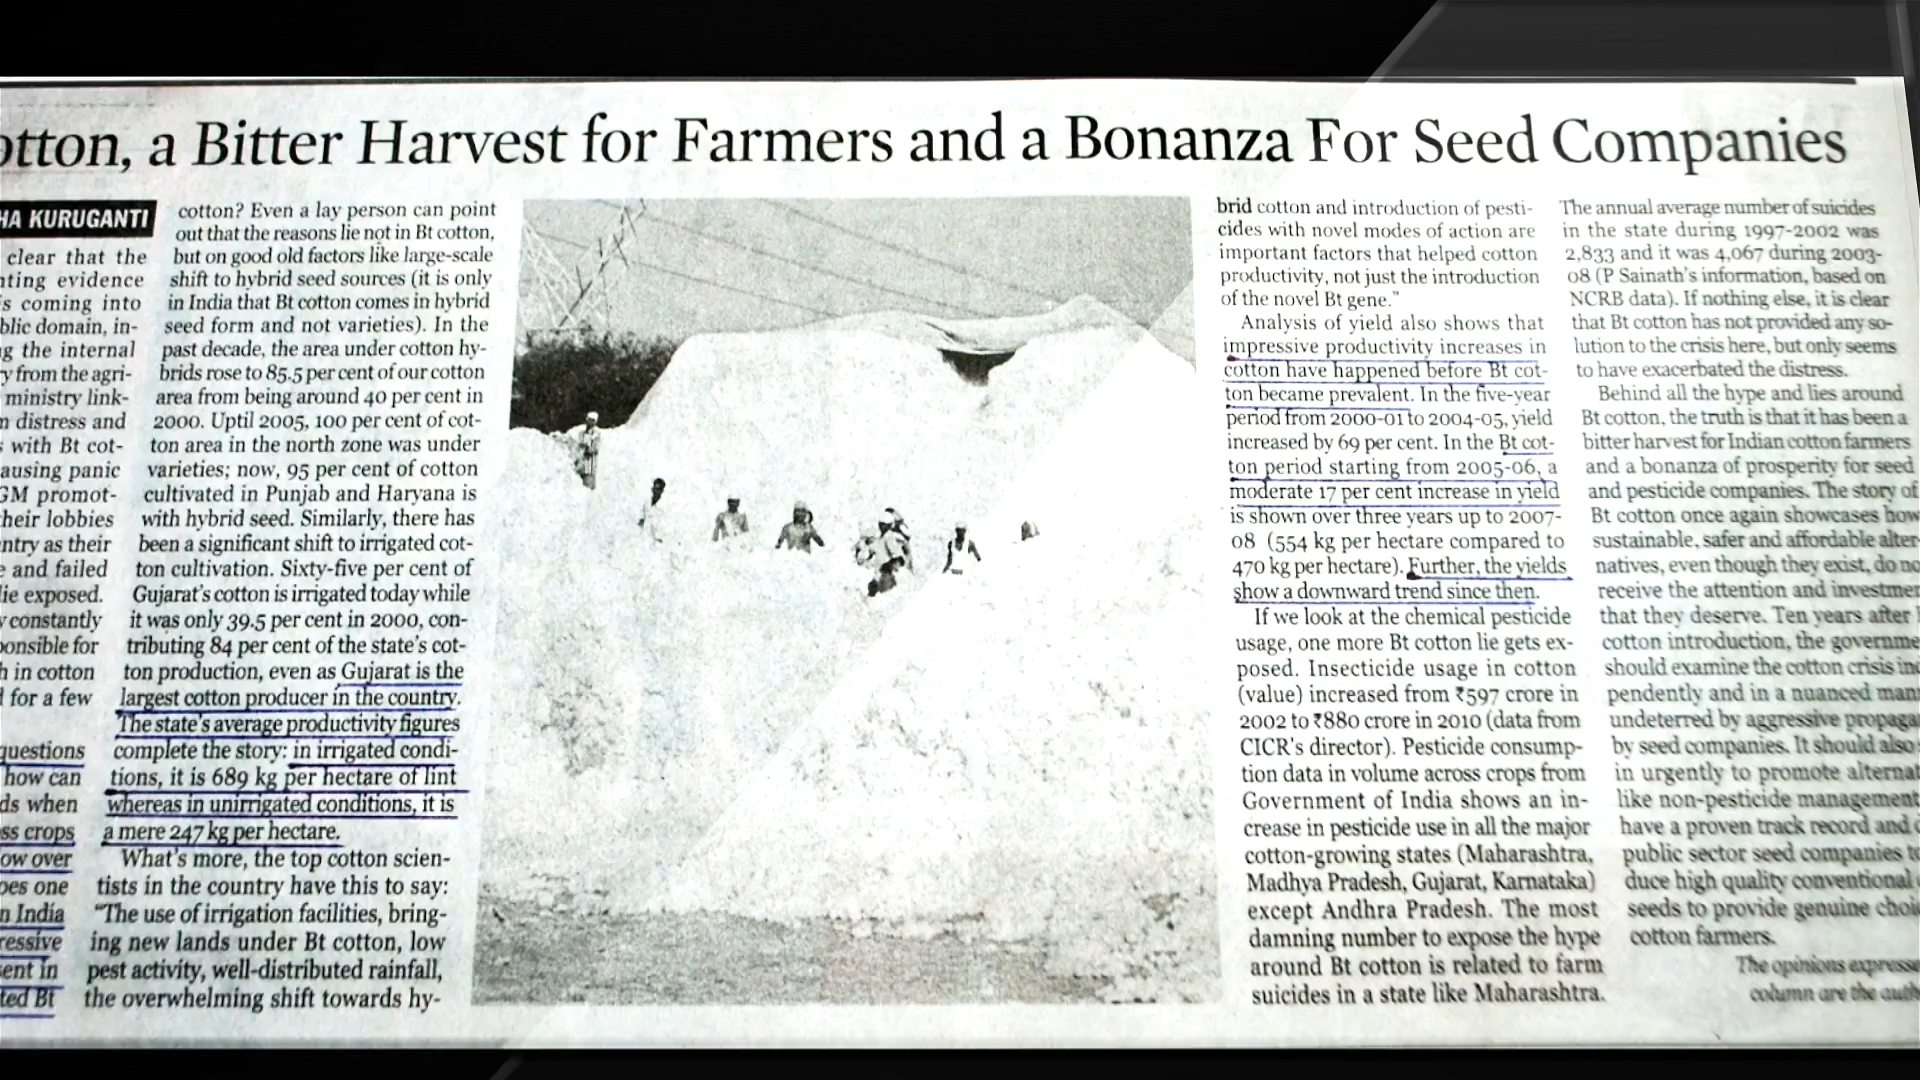 otton, a Bitter Harvest for Farmers and a Bonanza For Seed Companies
HA KURUGANTI
clear that the
nting evidence
s coming into
blic domain, in-
g the internal
y from the agri-
ministry link-
n distress and
s with Bt cot-
ausing panic
GM promot-
heir lobbies
ntry as their
e and failed
lie exposed.
y constantly
ponsible for
h in cotton
d for a few
questions
how can
ds when
ss crops
ow over
oes one
n India
ressive
sent in
ted Bt
cotton? Even a lay person can point
out that the reasons lie not in Bt cotton,
but on good old factors like large-scale
shift to hybrid seed sources (it is only
in India that Bt cotton comes in hybrid
seed form and not varieties). In the
past decade, the area under cotton hy-
brids rose to 85.5 per cent of our cotton
area from being around 40 per cent in
2000. Uptil 2005, 100 per cent of cot-
ton area in the north zone was under
varieties; now, 95 per cent of cotton
cultivated in Punjab and Haryana is
with hybrid seed. Similarly, there has
been a significant shift to irrigated cot-
ton cultivation. Sixty-five per cent of
Gujarat's cotton is irrigated today while
it was only 39.5 per cent in 2000, con-
tributing 84 per cent of the state's cot-
ton production, even as Gujarat is the
largest cotton producer in the country.
The state's average productivity figures
complete the story: in irrigated condi-
tions, it is 689 kg per hectare of lint
whereas in unirrigated conditions, it is
a mere 247 kg per hectare.
What's more, the top cotton scien-
tists in the country have this to say:
"The use of irrigation facilities, bring-
ing new lands under Bt cotton, low
pest activity, well-distributed rainfall,
the overwhelming shift towards hy-
brid cotton and introduction of pesti-
cides with novel modes of action are
important factors that helped cotton
productivity, not just the introduction
of the novel Bt gene."
Analysis of yield also shows that
impressive productivity increases in
cotton have happened before Bt cot-
ton became prevalent. In the five-year
period from 2000-01 to 2004-05, yield
increased by 69 per cent. In the Bt cot-
ton period starting from 2005-06, a
moderate 17 per cent increase in yield
is shown over three years up to 2007-
08 (554 kg per hectare compared to
470 kg per hectare). Further, the yields
show a downward trend since then.
If we look at the chemical pesticide
usage, one more Bt cotton lie gets ex-
posed. Insecticide usage in cotton
(value) increased from ₹597 crore in
2002 to ₹880 crore in 2010 (data from
CICR's director). Pesticide consump-
tion data in volume across crops from
Government of India shows an in-
crease in pesticide use in all the major
cotton-growing states (Maharashtra,
Madhya Pradesh, Gujarat, Karnataka)
except Andhra Pradesh. The most
damning number to expose the hype
around Bt cotton is related to farm
suicides in a state like Maharashtra.
The annual average number of suicides
in the state during 1997-2002 was
2,833 and it was 4,067 during 2003-
08 (P Sainath's information, based on
NCRB data). If nothing else, it is clear
that Bt cotton has not provided any so-
lution to the crisis here, but only seems
to have exacerbated the distress.
Behind all the hype and lies around
Bt cotton, the truth is that it has been a
bitter harvest for Indian cotton farmers
and a bonanza of prosperity for seed
and pesticide companies. The story of
Bt cotton once again showcases how
sustainable, safer and affordable alter-
natives, even though they exist, do no
receive the attention and investmen
that they deserve. Ten years after
cotton introduction, the governme
should examine the cotton crisis ind
pendently and in a nuanced mann
undeterred by aggressive propagan
by seed companies. It should also
in urgently to promote alternat
like non-pesticide management
have a proven track record and
public sector seed companies to
duce high quality conventional
seeds to provide genuine choic
cotton farmers.
The opinions expresse
column are the auth